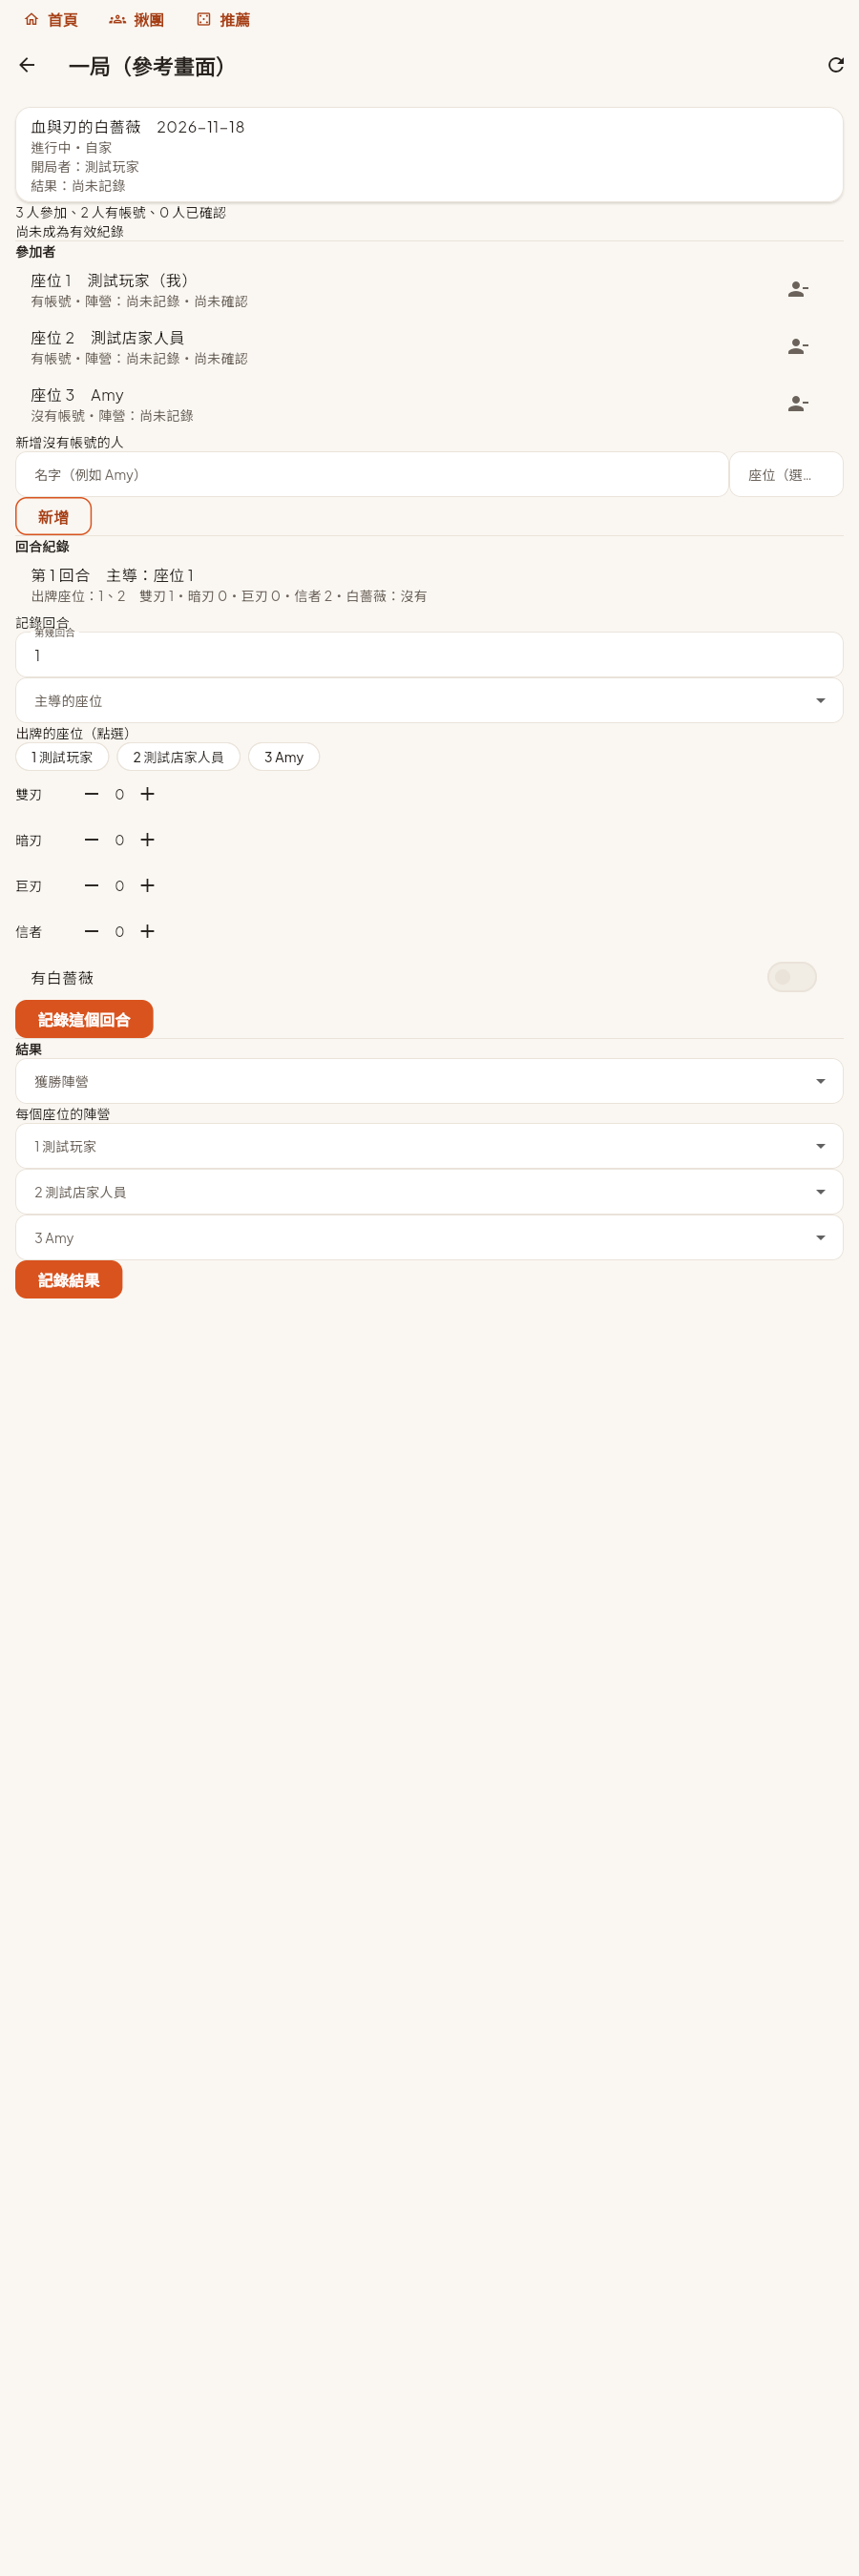 首頁 揪團 推薦
一局（參考畫面）
血與刃的白薔薇　2026-11-18
進行中・自家
開局者：測試玩家
結果：尚未記錄
3 人參加、2 人有帳號、0 人已確認
尚未成為有效紀錄
參加者
座位 1　測試玩家（我）
有帳號・陣營：尚未記錄・尚未確認
座位 2　測試店家人員
有帳號・陣營：尚未記錄・尚未確認
座位 3　Amy
沒有帳號・陣營：尚未記錄
新增沒有帳號的人
名字（例如 Amy） 座位（選...
新增
回合紀錄
第 1 回合　主導：座位 1
出牌座位：1、2　雙刃 1・暗刃 0・巨刃 0・信者 2・白薔薇：沒有
記錄回合
第幾回合
1
主導的座位
出牌的座位（點選）
1 測試玩家 2 測試店家人員 3 Amy
雙刃 0
暗刃 0
巨刃 0
信者 0
有白薔薇
記錄這個回合
結果
獲勝陣營
每個座位的陣營
1 測試玩家
2 測試店家人員
3 Amy
記錄結果